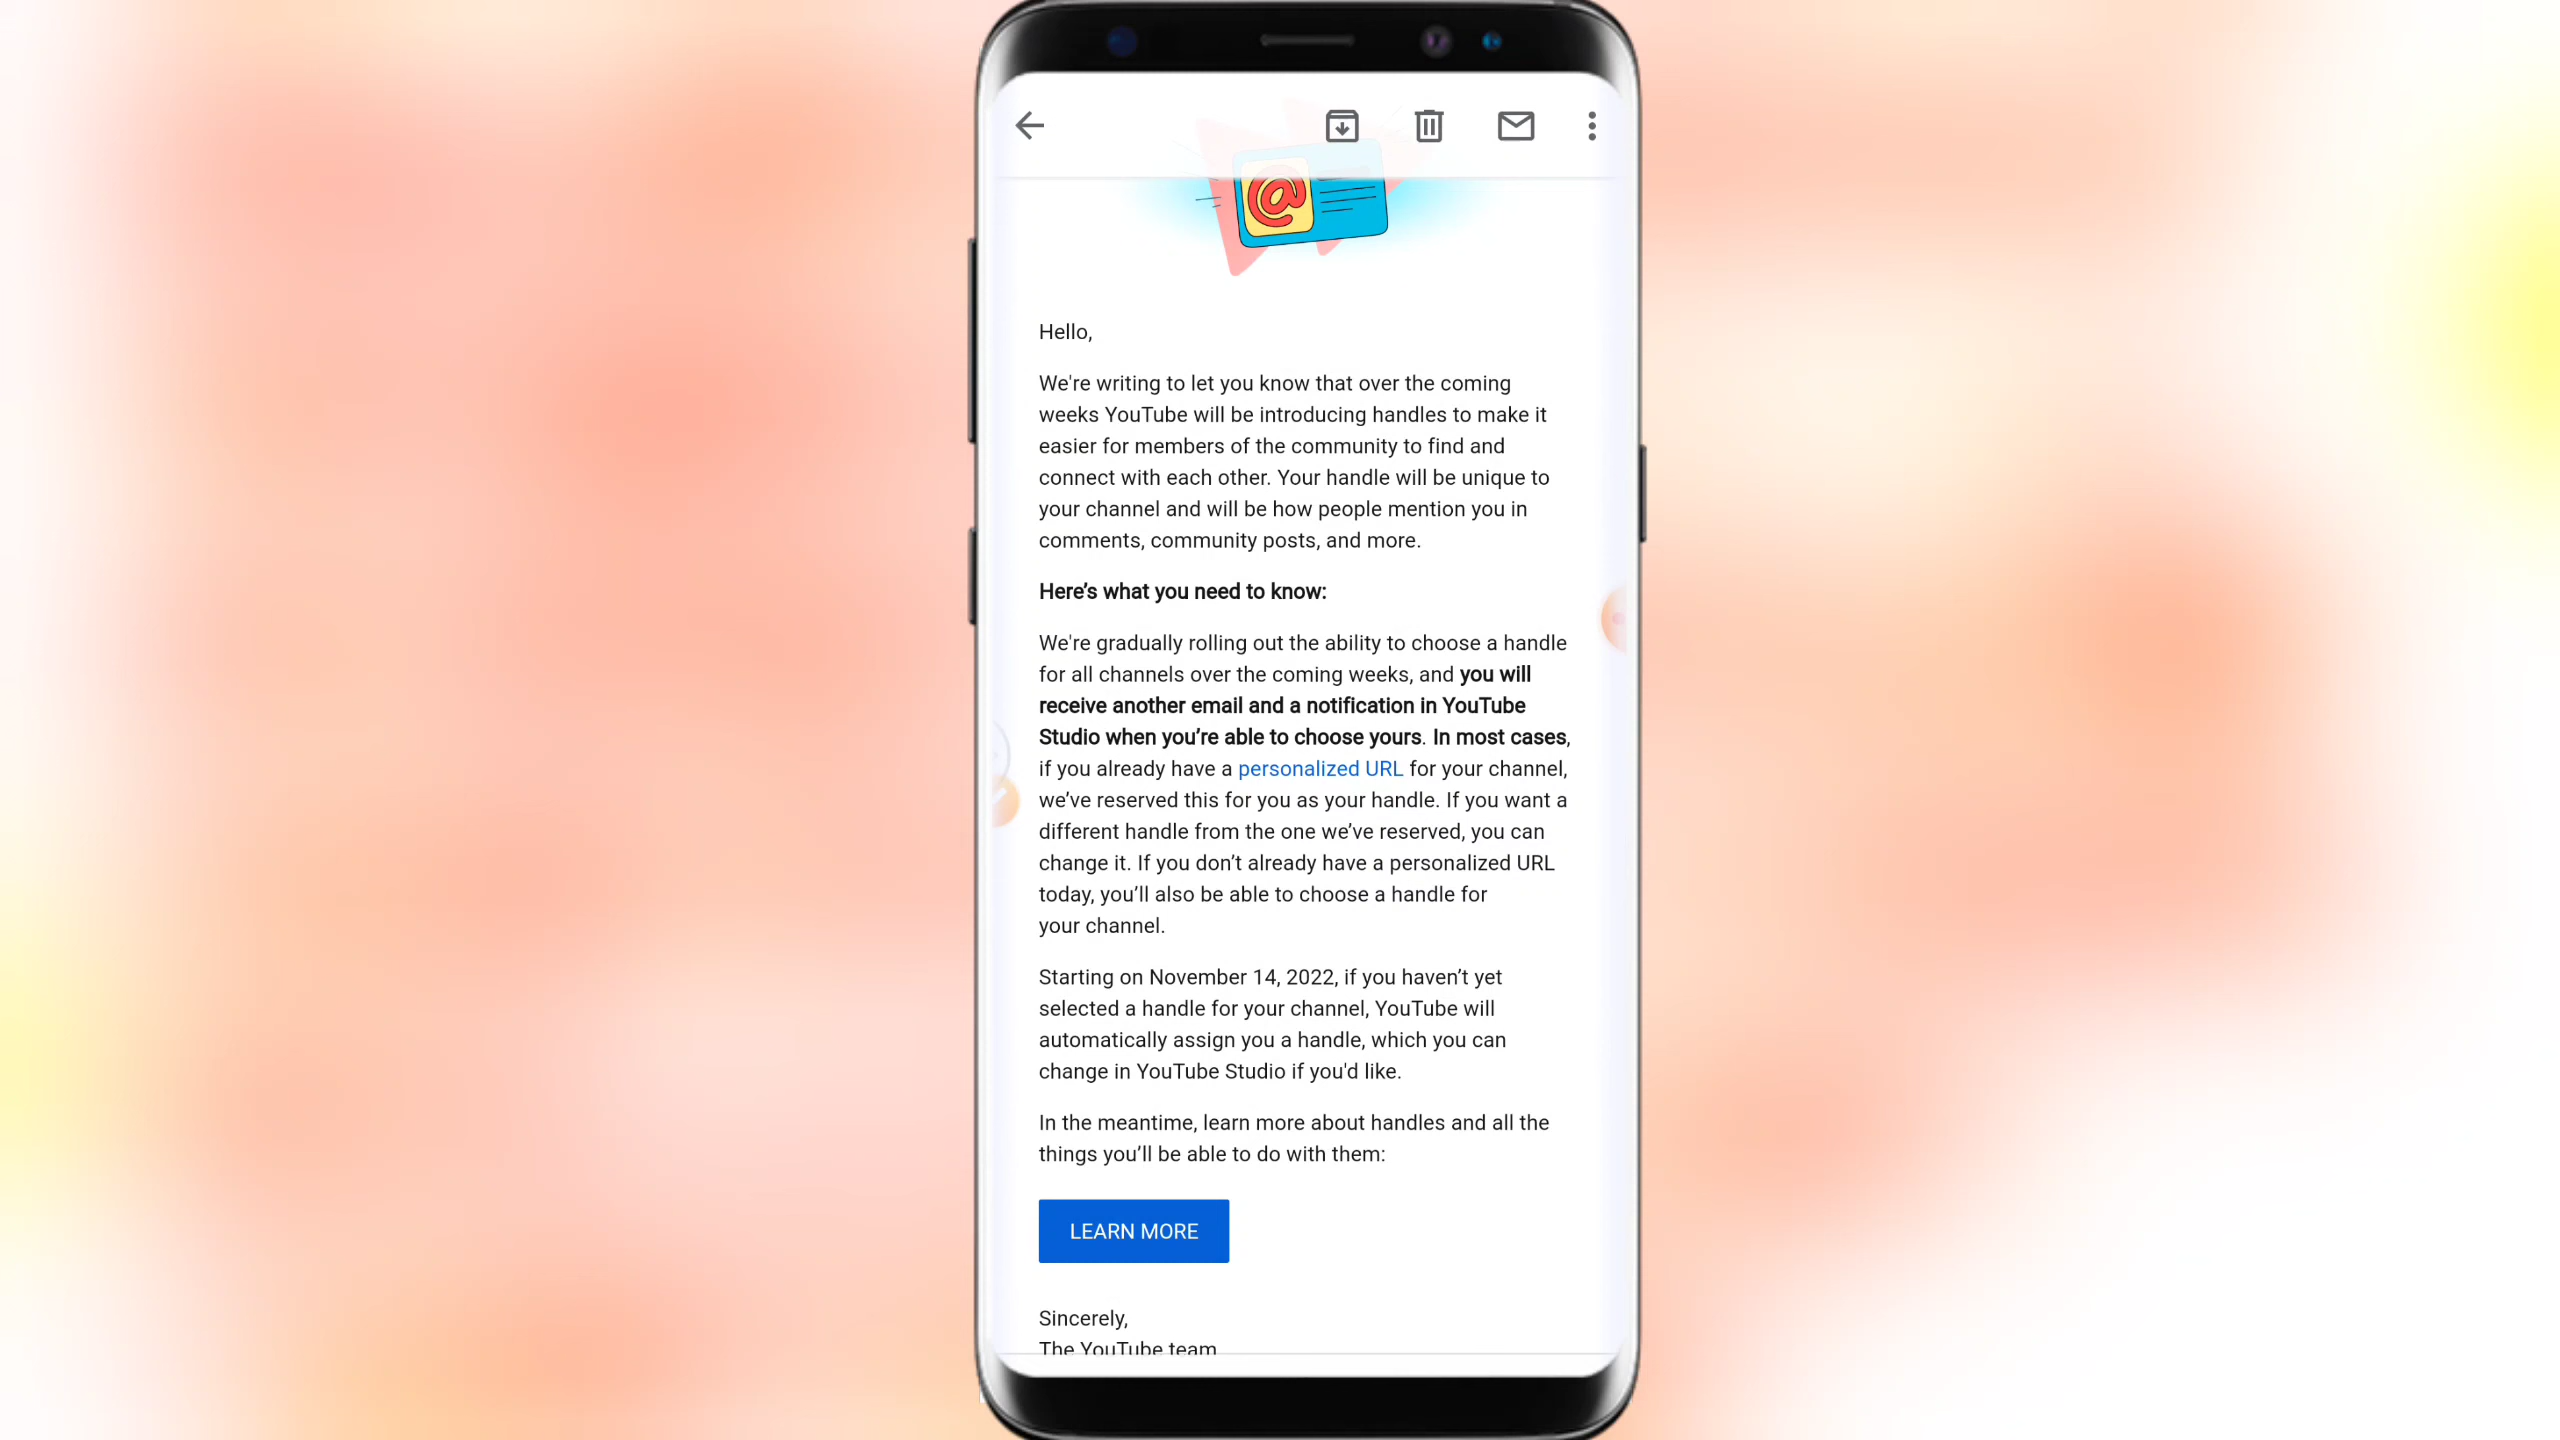 @
Hello,
We're writing to let you know that over the coming
weeks YouTube will be introducing handles to make it
easier for members of the community to find and
connect with each other. Your handle will be unique to
your channel and will be how people mention you in
comments, community posts, and more.
Here’s what you need to know:
We're gradually rolling out the ability to choose a handle
for all channels over the coming weeks, and you will
receive another email and a notification in YouTube
Studio when you’re able to choose yours. In most cases,
if you already have a personalized URL for your channel,
we’ve reserved this for you as your handle. If you want a
different handle from the one we’ve reserved, you can
change it. If you don’t already have a personalized URL
today, you’ll also be able to choose a handle for
your channel.
Starting on November 14, 2022, if you haven’t yet
selected a handle for your channel, YouTube will
automatically assign you a handle, which you can
change in YouTube Studio if you'd like.
In the meantime, learn more about handles and all the
things you’ll be able to do with them:
LEARN MORE
Sincerely,
The YouTube team